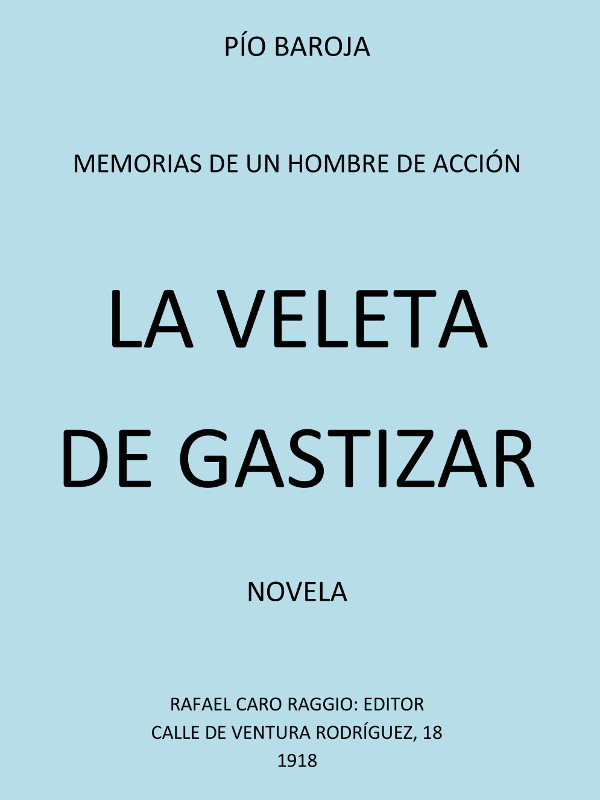 PÍO BAROJA
MEMORIAS DE UN HOMBRE DE ACCIÓN
LA VELETA
DE GASTIZAR
NOVELA
RAFAEL CARO RAGGIO: EDITOR
CALLE DE VENTURA RODRÍGUEZ, 18
1918